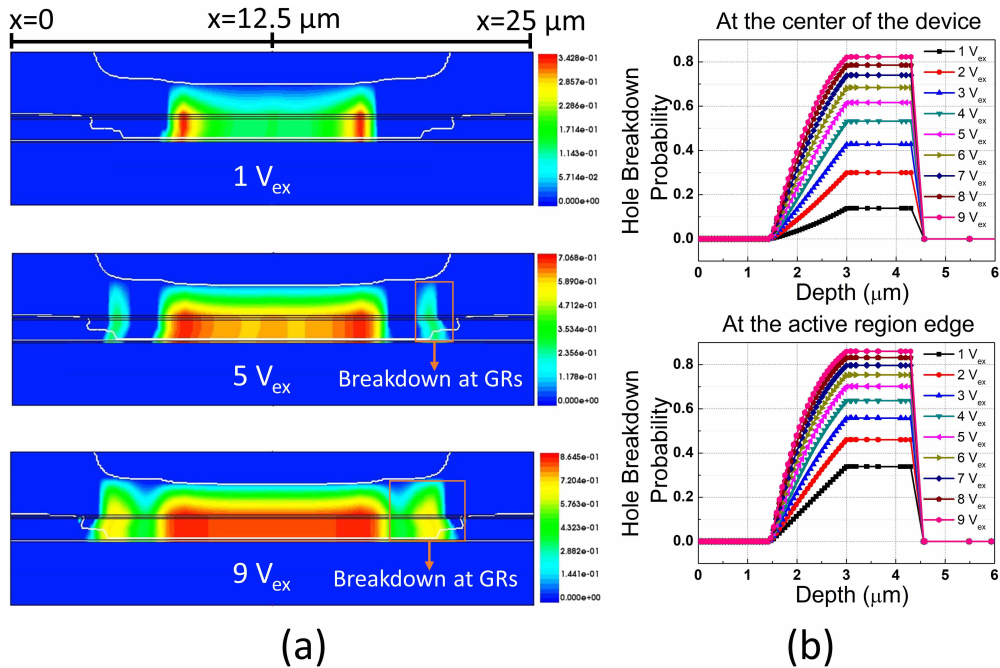 x=0
x=12.5 µm
x=25 µm
3.428e-01
2.857e-01
2.286e-01
1.714e-01
1.143e-01
5.714e-02
0.000e+00
1 Vex
7.068e-01
5.890e-01
4.712e-01
3.534e-01
2.356e-01
1.178e-01
0.000e+00
5 Vex
Breakdown at GRs
8.645e-01
7.204e-01
5.763e-01
4.323e-01
2.882e-01
1.441e-01
0.000e+00
9 Vex
Breakdown at GRs
(a)
At the center of the device
Hole Breakdown
Probability
0.8
0.6
0.4
0.2
0.0
1 Vex
2 Vex
3 Vex
4 Vex
5 Vex
6 Vex
7 Vex
8 Vex
9 Vex
0 1 2 3 4 5 6
Depth (µm)
At the active region edge
Hole Breakdown
Probability
0.8
0.6
0.4
0.2
0.0
1 Vex
2 Vex
3 Vex
4 Vex
5 Vex
6 Vex
7 Vex
8 Vex
9 Vex
0 1 2 3 4 5 6
Depth (µm)
(b)